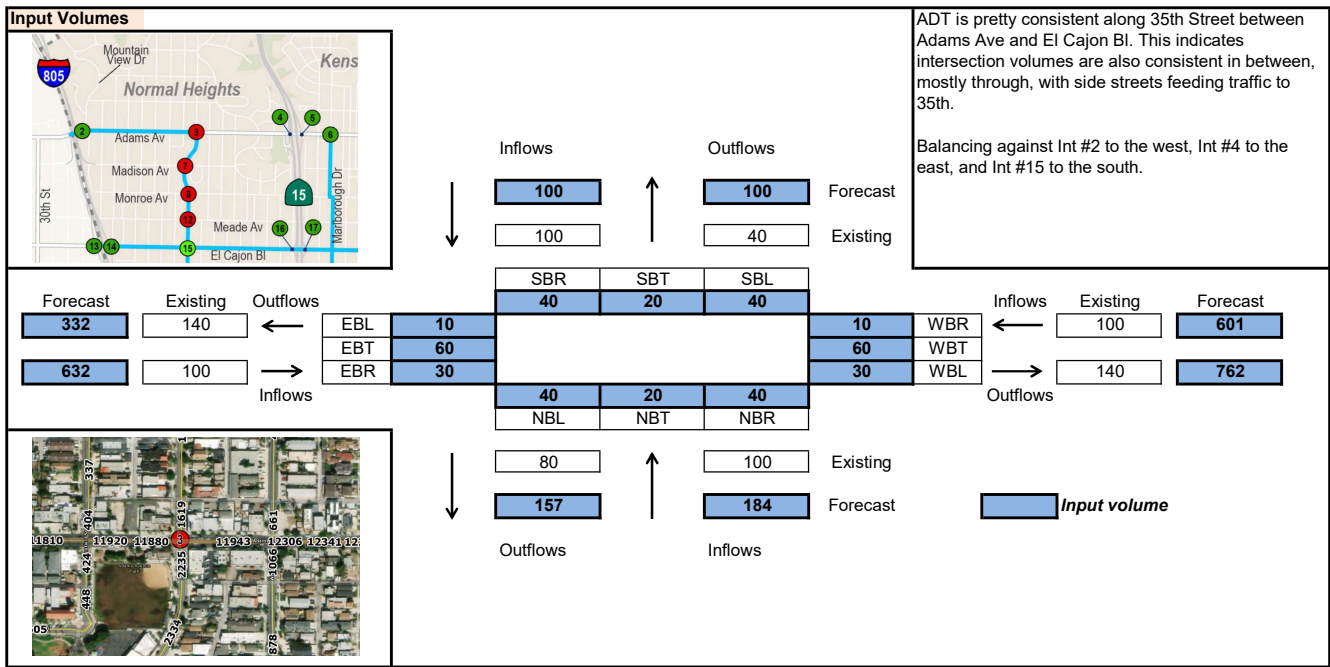 Input Volumes
Mountain
View Dr
Kens
805
Normal Heights
2
3
4
5
6
Adams Av
7
Madison Av
8
Monroe Av
30th St
15
Marlborough Dr
12
Meade Av
16
17
13
14
15
El Cajon Bl
ADT is pretty consistent along 35th Street between
Adams Ave and El Cajon Bl. This indicates
intersection volumes are also consistent in between,
mostly through, with side streets feeding traffic to
35th.
Balancing against Int #2 to the west, Int #4 to the
east, and Int #15 to the south.
Inflows Outflows
100 100 Forecast
100 40 Existing
SBR SBT SBL
40 20 40
Forecast Existing Outflows
332 140 EBL 10
EBT 60
632 100 EBR 30
Inflows
Inflows Existing Forecast
10 WBR 100 601
60 WBT
30 WBL 140 762
Outflows
40 20 40
NBL NBT NBR
80 100 Existing
157 184 Forecast
Outflows Inflows
Input volume
337
404
1619
661
11810 11920 11880 3 11943 12306 12341 12
424
2235
1066
448
05
2334
878